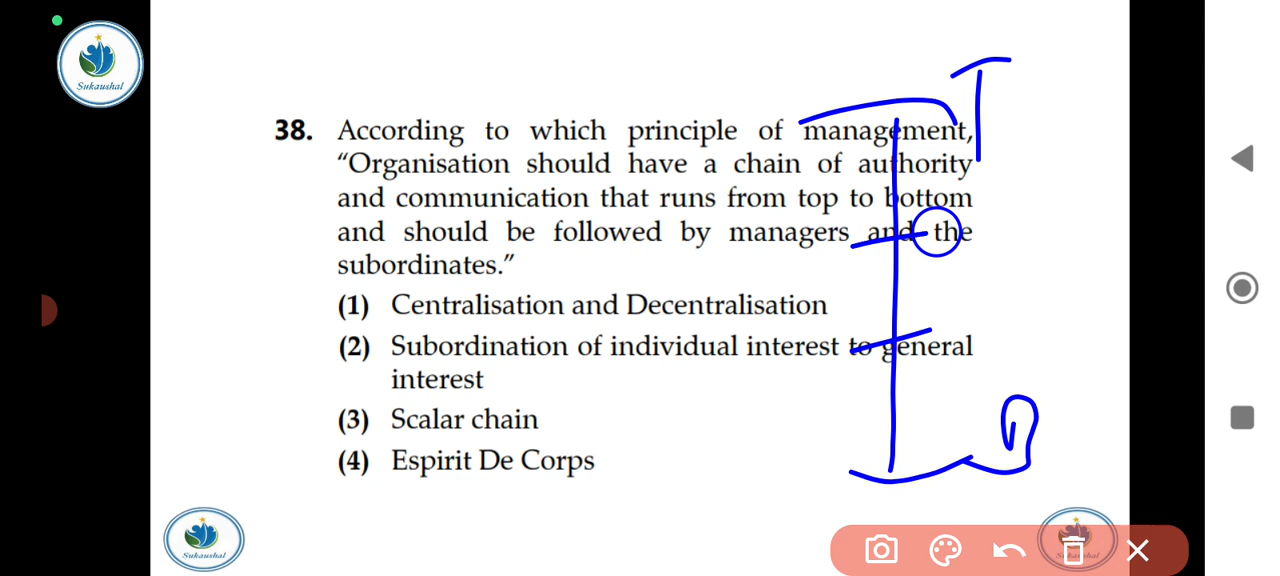 Sukaushal
38. According to which principle of management,
“Organisation should have a chain of authority
and communication that runs from top to bottom
and should be followed by managers and the
subordinates.”
(1) Centralisation and Decentralisation
(2) Subordination of individual interest to general
interest
(3) Scalar chain
(4) Espirit De Corps
Sukaushal
Sukaushal